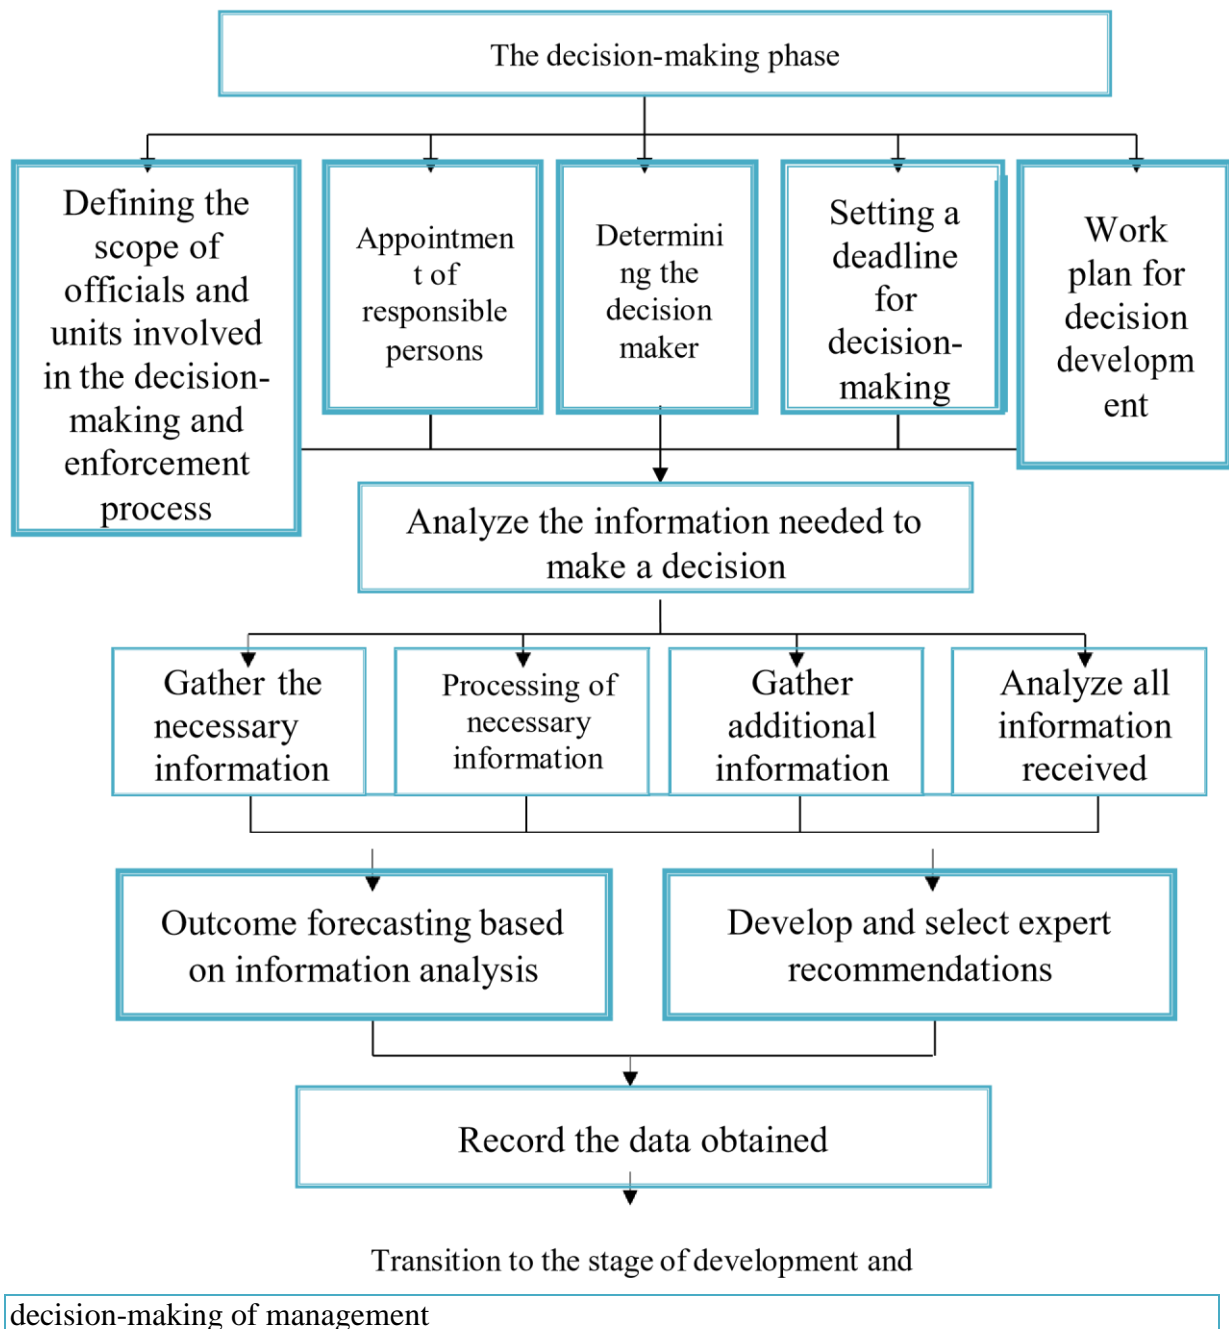 The decision-making phase
Defining the
scope of
officials and
units involved
in the decision-
making and
enforcement
process
Appointmen
t of
responsible
persons
Determini
ng the
decision
maker
Setting a
deadline
for
decision-
making
Work
plan for
decision
developm
ent
Analyze the information needed to
make a decision
Gather the
necessary
information
Processing of
necessary
information
Gather
additional
information
Analyze all
information
received
Outcome forecasting based
on information analysis
Develop and select expert
recommendations
Record the data obtained
Transition to the stage of development and
decision-making of management